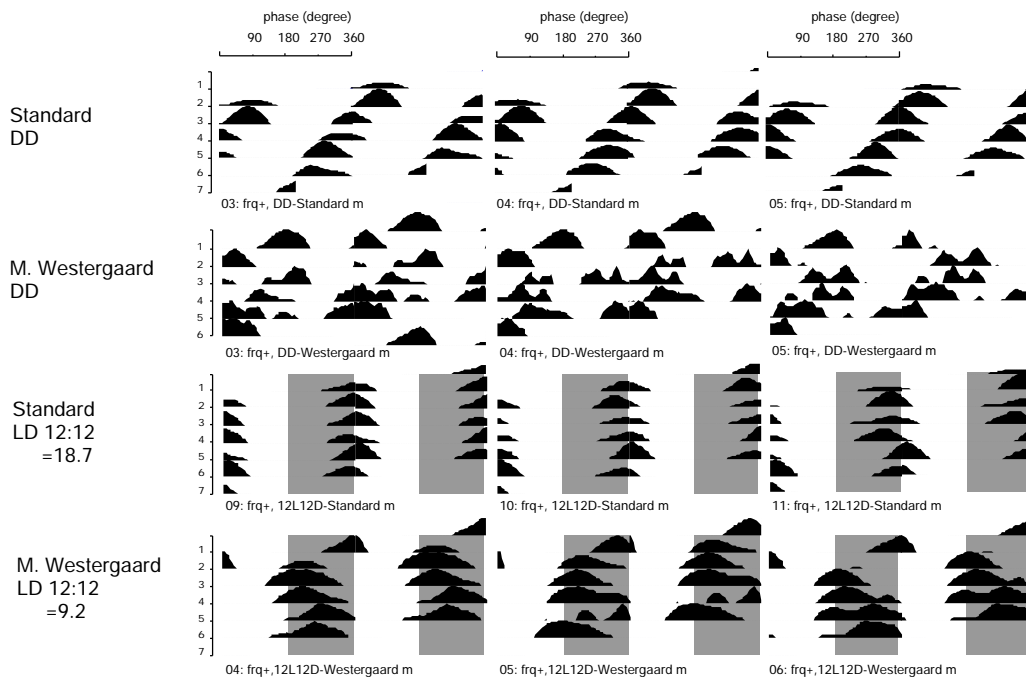 phase (degree) phase (degree) phase (degree)
90 180 270 360 90 180 270 360 90 180 270 360
Standard
DD
1
2
3
4
5
6
7
03: frq+, DD-Standard m 04: frq+, DD-Standard m 05: frq+, DD-Standard m
M. Westergaard
DD
1
2
3
4
5
6
03: frq+, DD-Westergaard m 04: frq+, DD-Westergaard m 05: frq+, DD-Westergaard m
Standard
LD 12:12
=18.7
1
2
3
4
5
6
7
09: frq+, 12L12D-Standard m 10: frq+, 12L12D-Standard m 11: frq+, 12L12D-Standard m
M. Westergaard
LD 12:12
=9.2
1
2
3
4
5
6
7
04: frq+,12L12D-Westergaard m 05: frq+,12L12D-Westergaard m 06: frq+,12L12D-Westergaard m